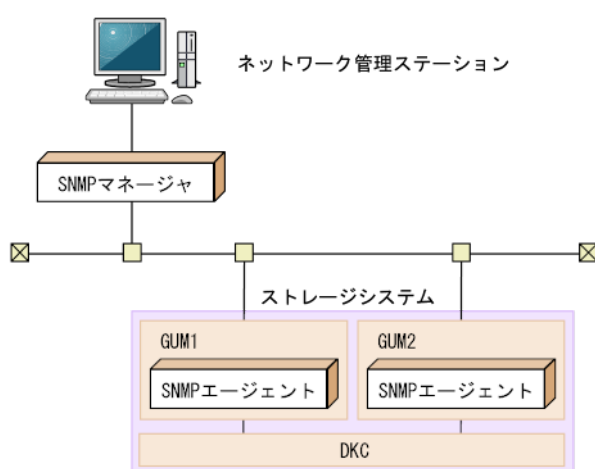 ネットワーク管理ステーション
SNMPマネージャ
ストレージシステム
GUM1
GUM2
SNMPエージェント
SNMPエージェント
DKC